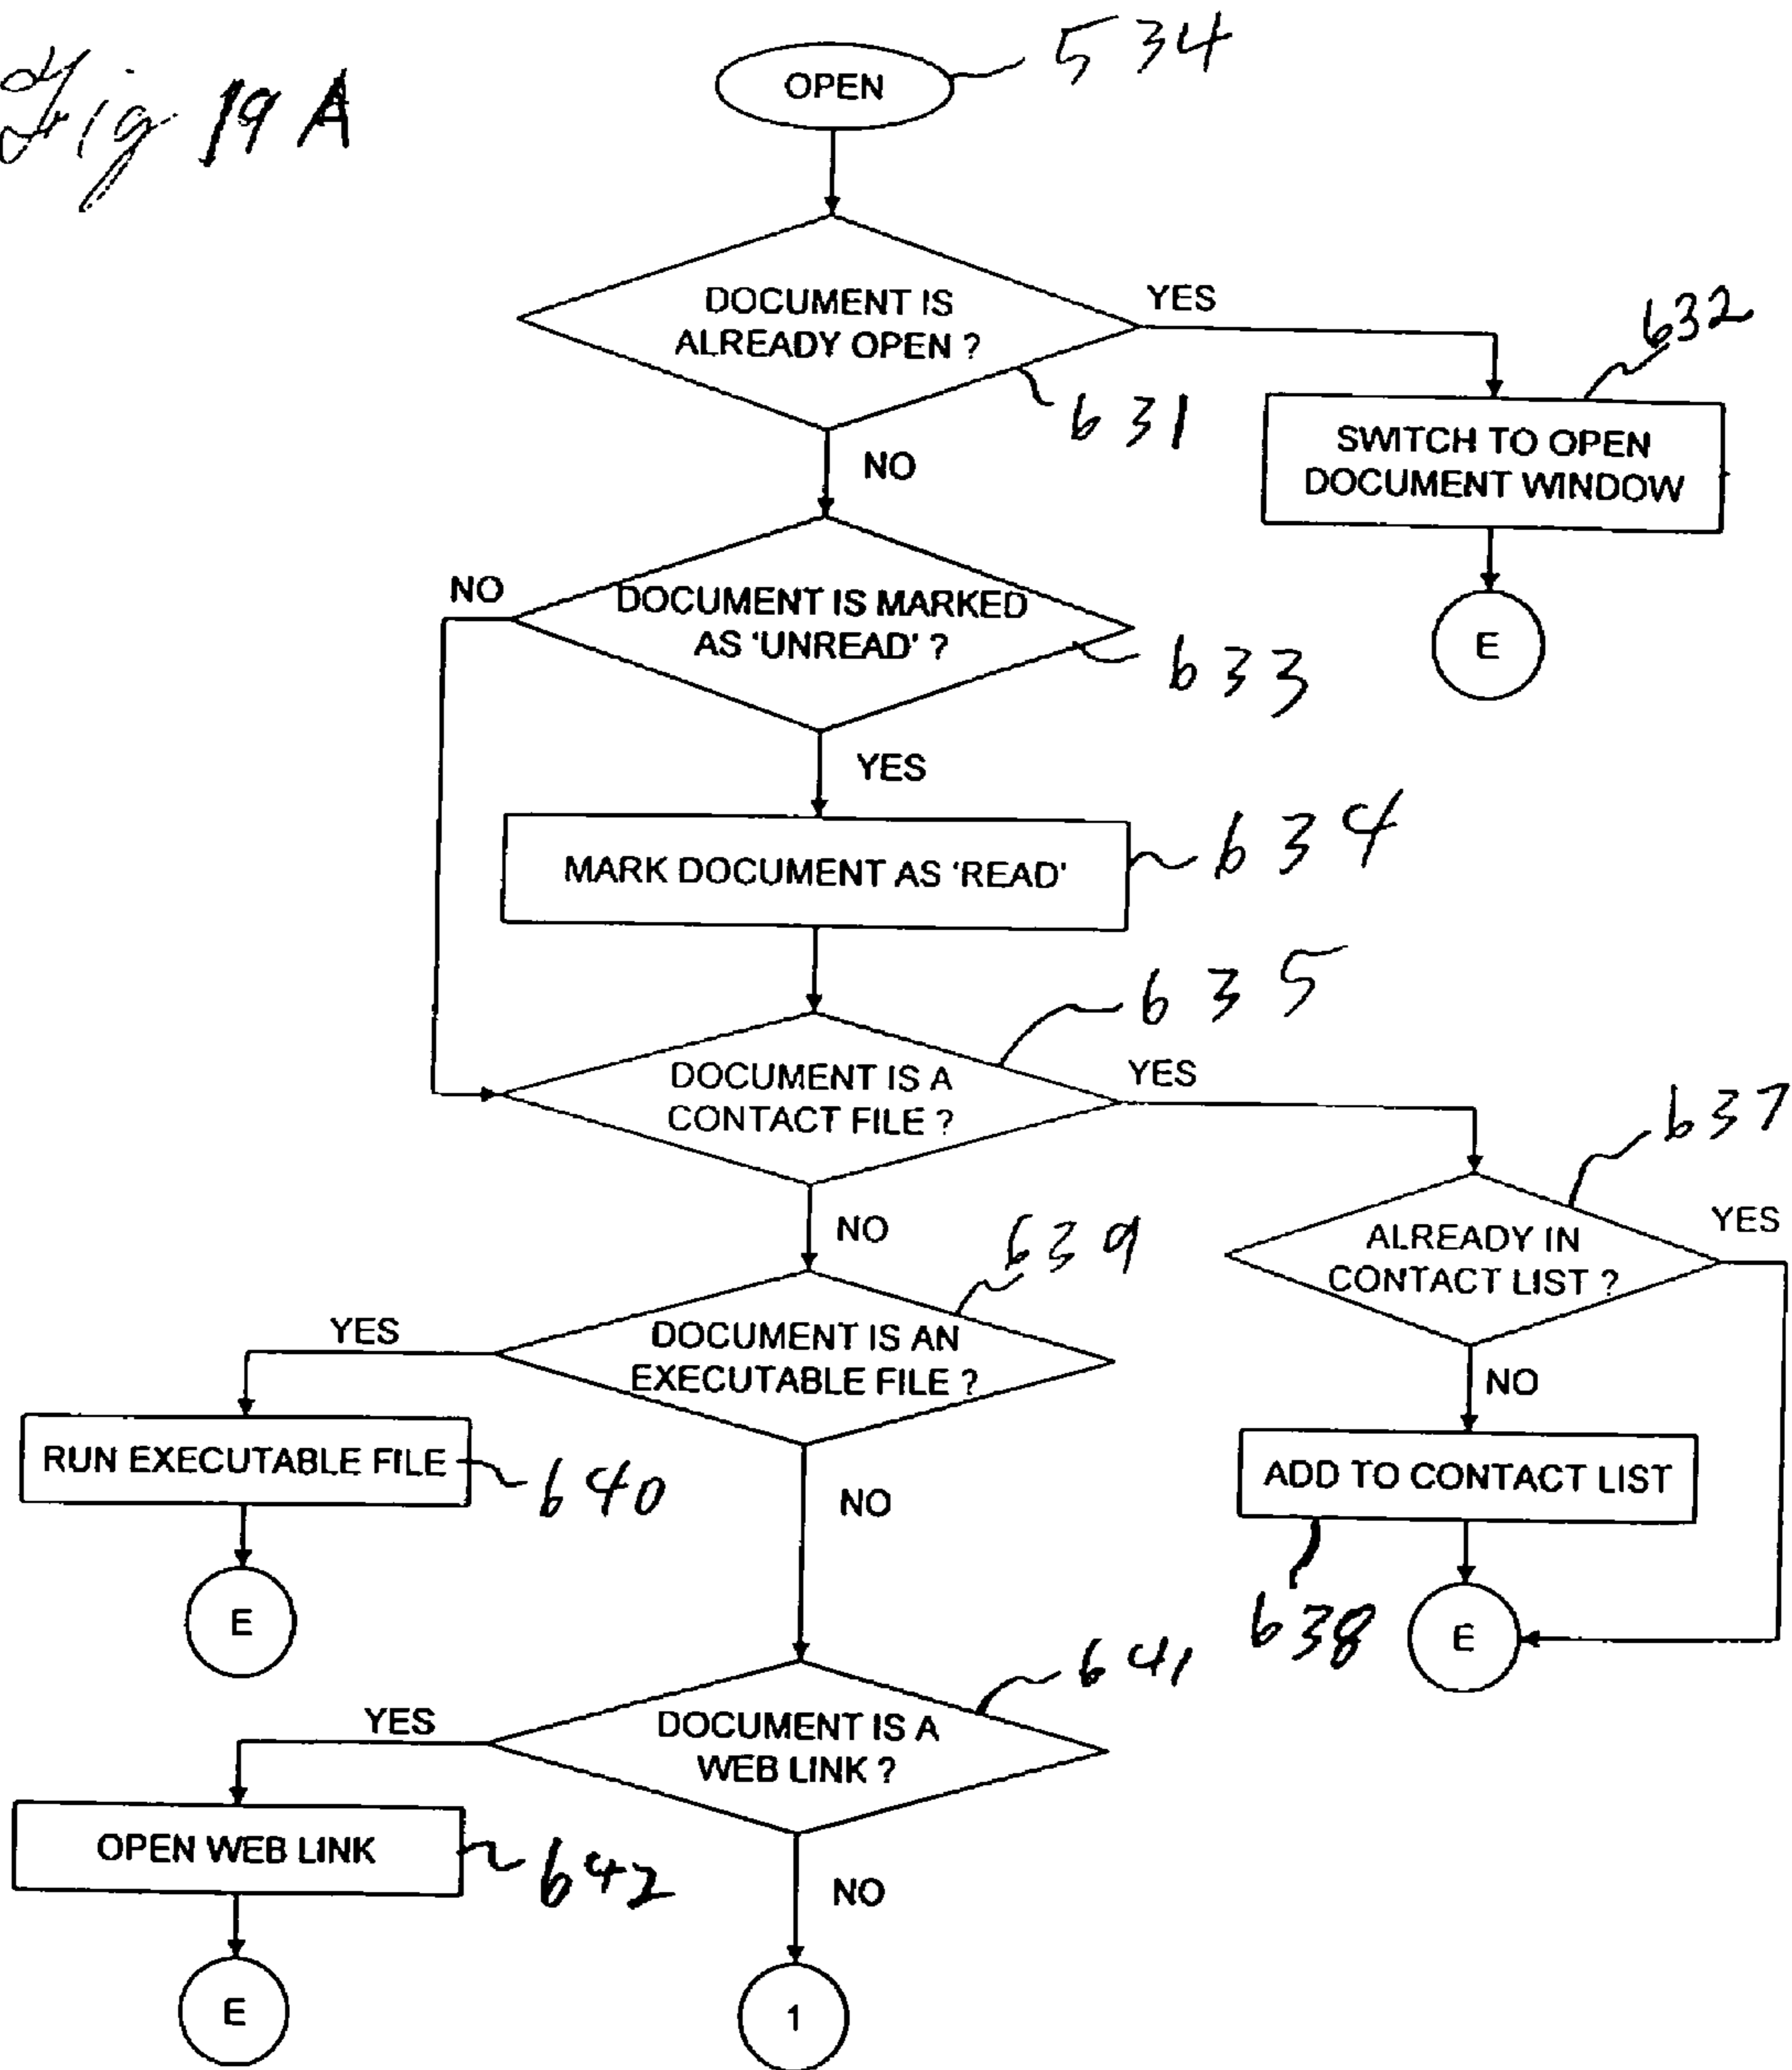 Fig 19 A
OPEN
534
DOCUMENT IS
ALREADY OPEN ?
YES
631
632
SWITCH TO OPEN
DOCUMENT WINDOW
E
NO
NO
DOCUMENT IS MARKED
AS 'UNREAD' ?
633
YES
MARK DOCUMENT AS 'READ'
634
635
DOCUMENT IS A
CONTACT FILE ?
YES
637
ALREADY IN
CONTACT LIST ?
YES
NO
ADD TO CONTACT LIST
638
E
NO
639
DOCUMENT IS AN
EXECUTABLE FILE ?
YES
RUN EXECUTABLE FILE
640
E
NO
641
DOCUMENT IS A
WEB LINK ?
YES
OPEN WEB LINK
642
E
NO
1